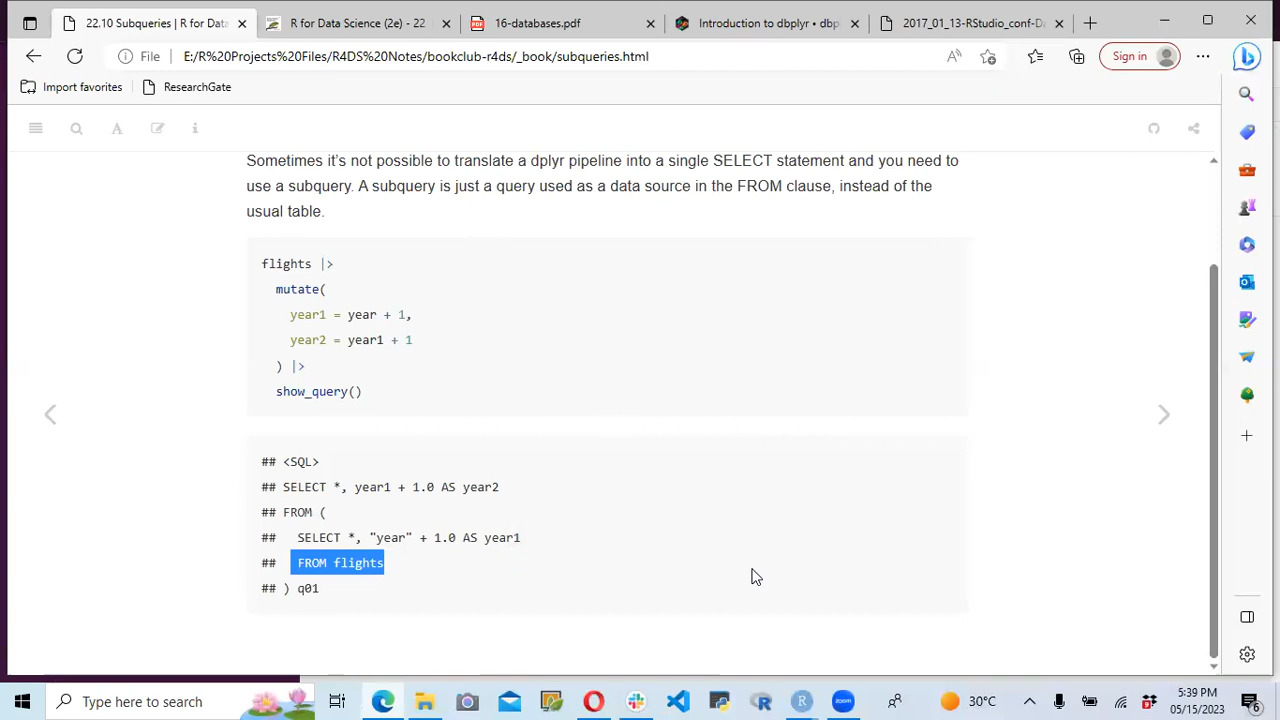 22.10 Subqueries | R for Data
R for Data Science (2e) - 22
16-databases.pdf
Introduction to dbplyr • dbp
2017_01_13-RStudio_conf-Da
File
E:/R%20Projects%20Files/R4DS%20Notes/bookclub-r4ds/_book/subqueries.html
Sign in
Import favorites
ResearchGate
Sometimes it's not possible to translate a dplyr pipeline into a single SELECT statement and you need to
use a subquery. A subquery is just a query used as a data source in the FROM clause, instead of the
usual table.
flights |>
mutate(
year1 = year + 1,
year2 = year1 + 1
) |>
show_query()
## <SQL>
## SELECT *, year1 + 1.0 AS year2
## FROM (
##   SELECT *, "year" + 1.0 AS year1
##   FROM flights
## ) q01
Type here to search
zoom
30°C
5:39 PM
05/15/2023
6